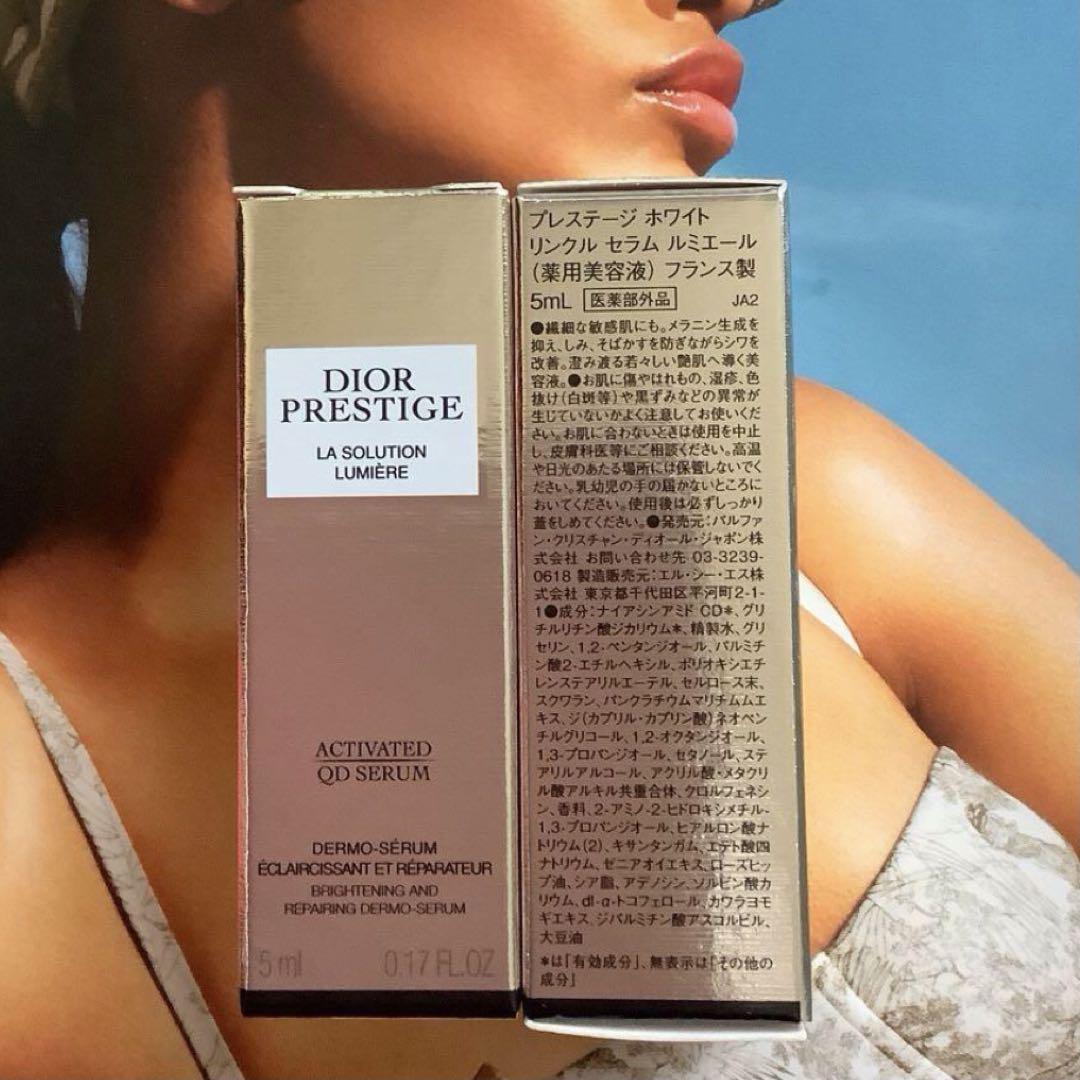 DIOR
PRESTIGE
LA SOLUTION
LUMIÈRE
ACTIVATED
QD SERUM
DERMO-SÉRUM
ÉCLAIRCISSANT ET RÉPARATEUR
BRIGHTENING AND
REPAIRING DERMO-SERUM
5 ml 0.17 FL.OZ
プレステージ ホワイト
リンクル セラム ルミエール
(薬用美容液) フランス製
5mL 医薬部外品 JA2
●繊細な敏感肌にも。メラニン生成を
抑え、しみ、そばかすを防ぎながらシワを
改善。澄み渡る若々しい艶肌へ導く美
容液。●お肌に傷やはれもの、湿疹、色
抜け(白斑等)や黒ずみなどの異常が
生じていないかよく注意してお使いくだ
さい。お肌に合わないときは使用を中止
し、皮膚科医等にご相談ください。高温
や日光のあたる場所には保管しないでく
ださい。乳幼児の手の届かないところに
おいてください。使用後は必ずしっかり
蓋をしめてください。●発売元:パルファ
ン・クリスチャン・ディオール・ジャポン株
式会社 お問い合わせ先 03-3239-
0618 製造販売元:エル・シー・エス株
式会社 東京都千代田区平河町2-1-
1●成分:ナイアシンアミド CD*、グリ
チルリチン酸ジカリウム*、精製水、グリ
セリン、1,2-ペンタンジオール、パルミチ
ン酸2-エチルヘキシル、ポリオキシエチ
レンステアリルエーテル、セルロース末、
スクワラン、パンクラチウムマリチムムエ
キス、ジ(カプリル・カプリン酸)ネオペン
チルグリコール、1,2-オクタンジオール、
1,3-プロパンジオール、セタノール、ステ
アリルアルコール、アクリル酸・メタクリ
ル酸アルキル共重合体、クロルフェネシ
ン、香料、2-アミノ-2-ヒドロキシメチル-
1,3-プロパンジオール、ヒアルロン酸ナ
トリウム(2)、キサンタンガム、エデト酸四
ナトリウム、ゼニアオイエキス、ローズヒッ
プ油、シア脂、アデノシン、ソルビン酸カ
リウム、dl-α-トコフェロール、カワラヨモ
ギエキス、ジパルミチン酸アスコルビル、
大豆油
*は「有効成分」、無表示は「その他の
成分」